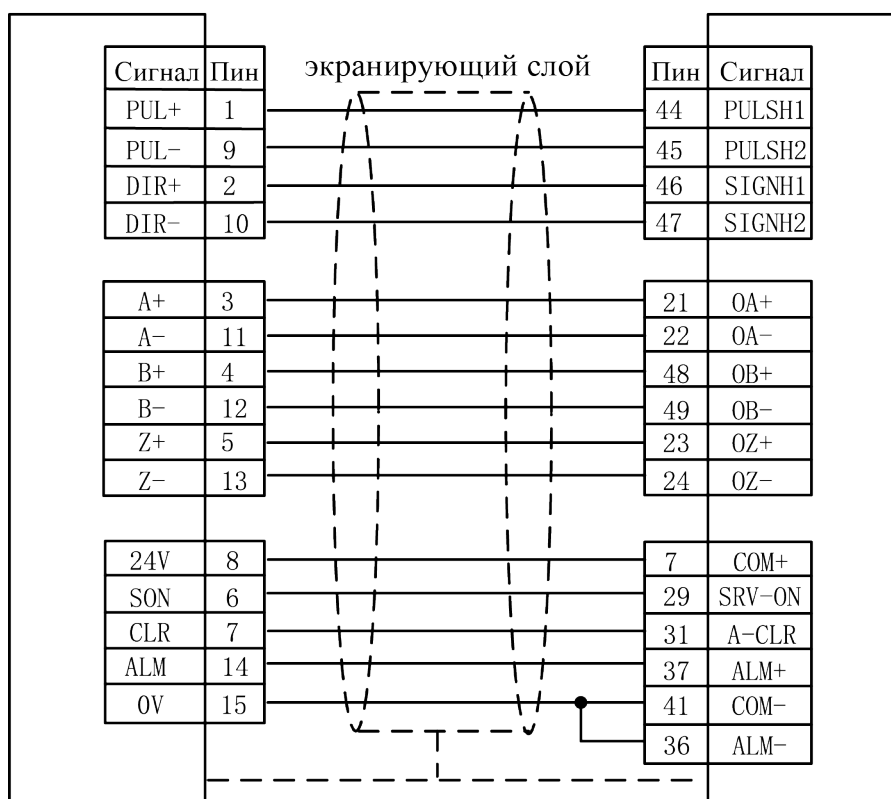 экранирующий слой
Сигнал Пин Пин Сигнал
PUL+ 1 44 PULSH1
PUL- 9 45 PULSH2
DIR+ 2 46 SIGNH1
DIR- 10 47 SIGNH2
A+ 3 21 OA+
A- 11 22 OA-
B+ 4 48 OB+
B- 12 49 OB-
Z+ 5 23 OZ+
Z- 13 24 OZ-
24V 8 7 COM+
SON 6 29 SRV-ON
CLR 7 31 A-CLR
ALM 14 37 ALM+
0V 15 41 COM-
36 ALM-